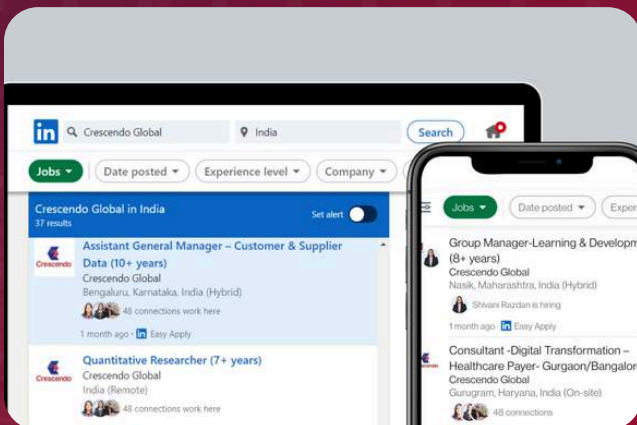 in Crescendo Global India Search
Jobs Date posted Experience level Company
Crescendo Global in India
37 results
Set alert
Crescendo
Assistant General Manager – Customer & Supplier
Data (10+ years)
Crescendo Global
Bengaluru, Karnataka, India (Hybrid)
48 connections work here
1 month ago · in Easy Apply
Crescendo
Quantitative Researcher (7+ years)
Crescendo Global
India (Remote)
48 connections work here
Jobs Date posted Exper
Group Manager-Learning & Developm
(8+ years)
Crescendo Global
Nasik, Maharashtra, India (Hybrid)
Shivani Razdan is hiring
1 month ago · in Easy Apply
Consultant -Digital Transformation –
Healthcare Payer- Gurgaon/Bangalor
Crescendo Global
Gurugram, Haryana, India (On-site)
48 connections